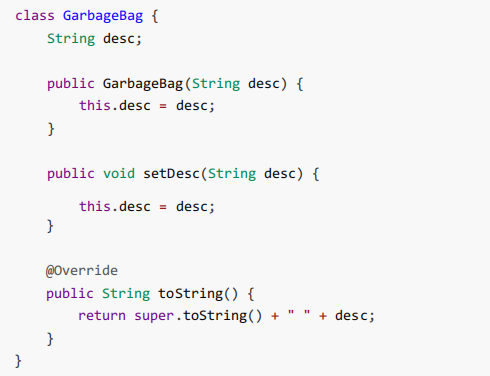 class GarbageBag {
    String desc;

    public GarbageBag(String desc) {
        this.desc = desc;
    }

    public void setDesc(String desc) {
        this.desc = desc;
    }

    @Override
    public String toString() {
        return super.toString() + " " + desc;
    }
}